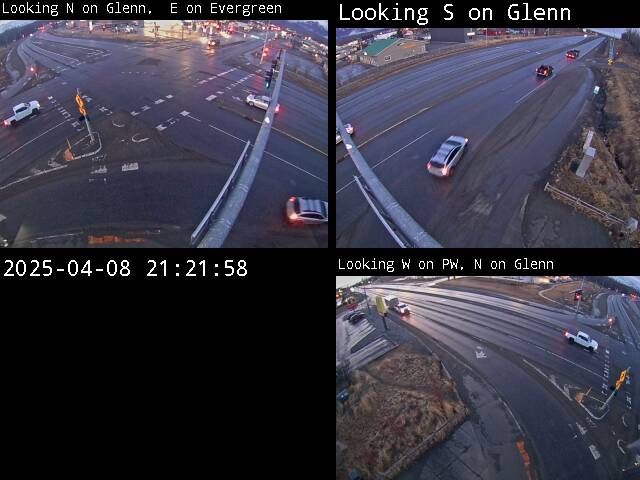 Looking N on Glenn,  E on Evergreen
Looking S on Glenn
2025-04-08 21:21:58
Looking W on PW, N on Glenn